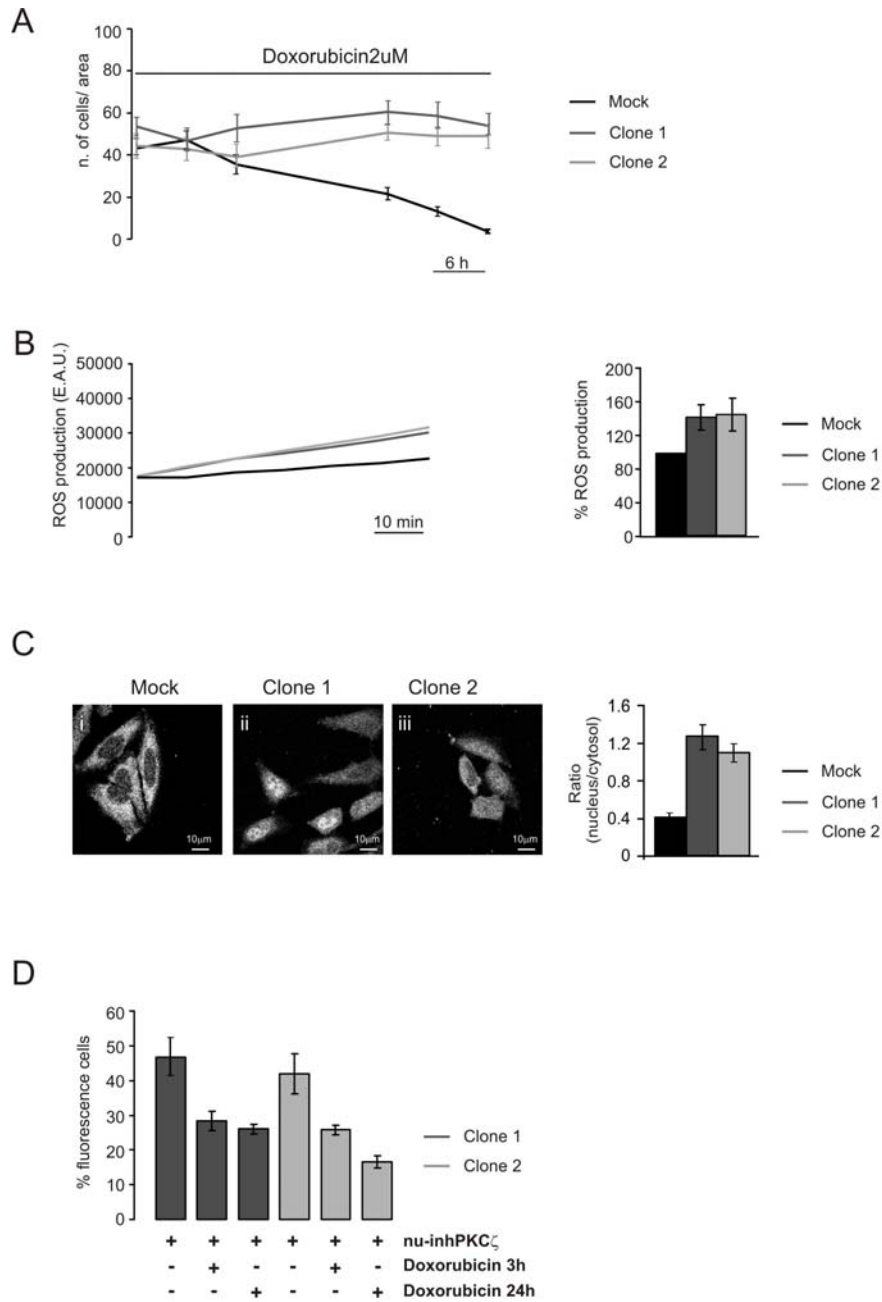 A
Doxorubicin2uM
n. of cells/ area
100
80
60
40
20
0
6 h
Mock
Clone 1
Clone 2
B
ROS production (E.A.U.)
50000
40000
30000
20000
10000
0
10 min
% ROS production
200
160
120
80
40
0
Mock
Clone 1
Clone 2
C
Mock
Clone 1
Clone 2
i
ii
iii
10μm
10μm
10μm
Ratio
(nucleus/cytosol)
1.6
1.2
0.8
0.4
0
Mock
Clone 1
Clone 2
D
% fluorescence cells
60
50
40
30
20
10
0
Clone 1
Clone 2
+ + + + + + nu-inhPKCζ
- + - - + - Doxorubicin 3h
- - + - - + Doxorubicin 24h